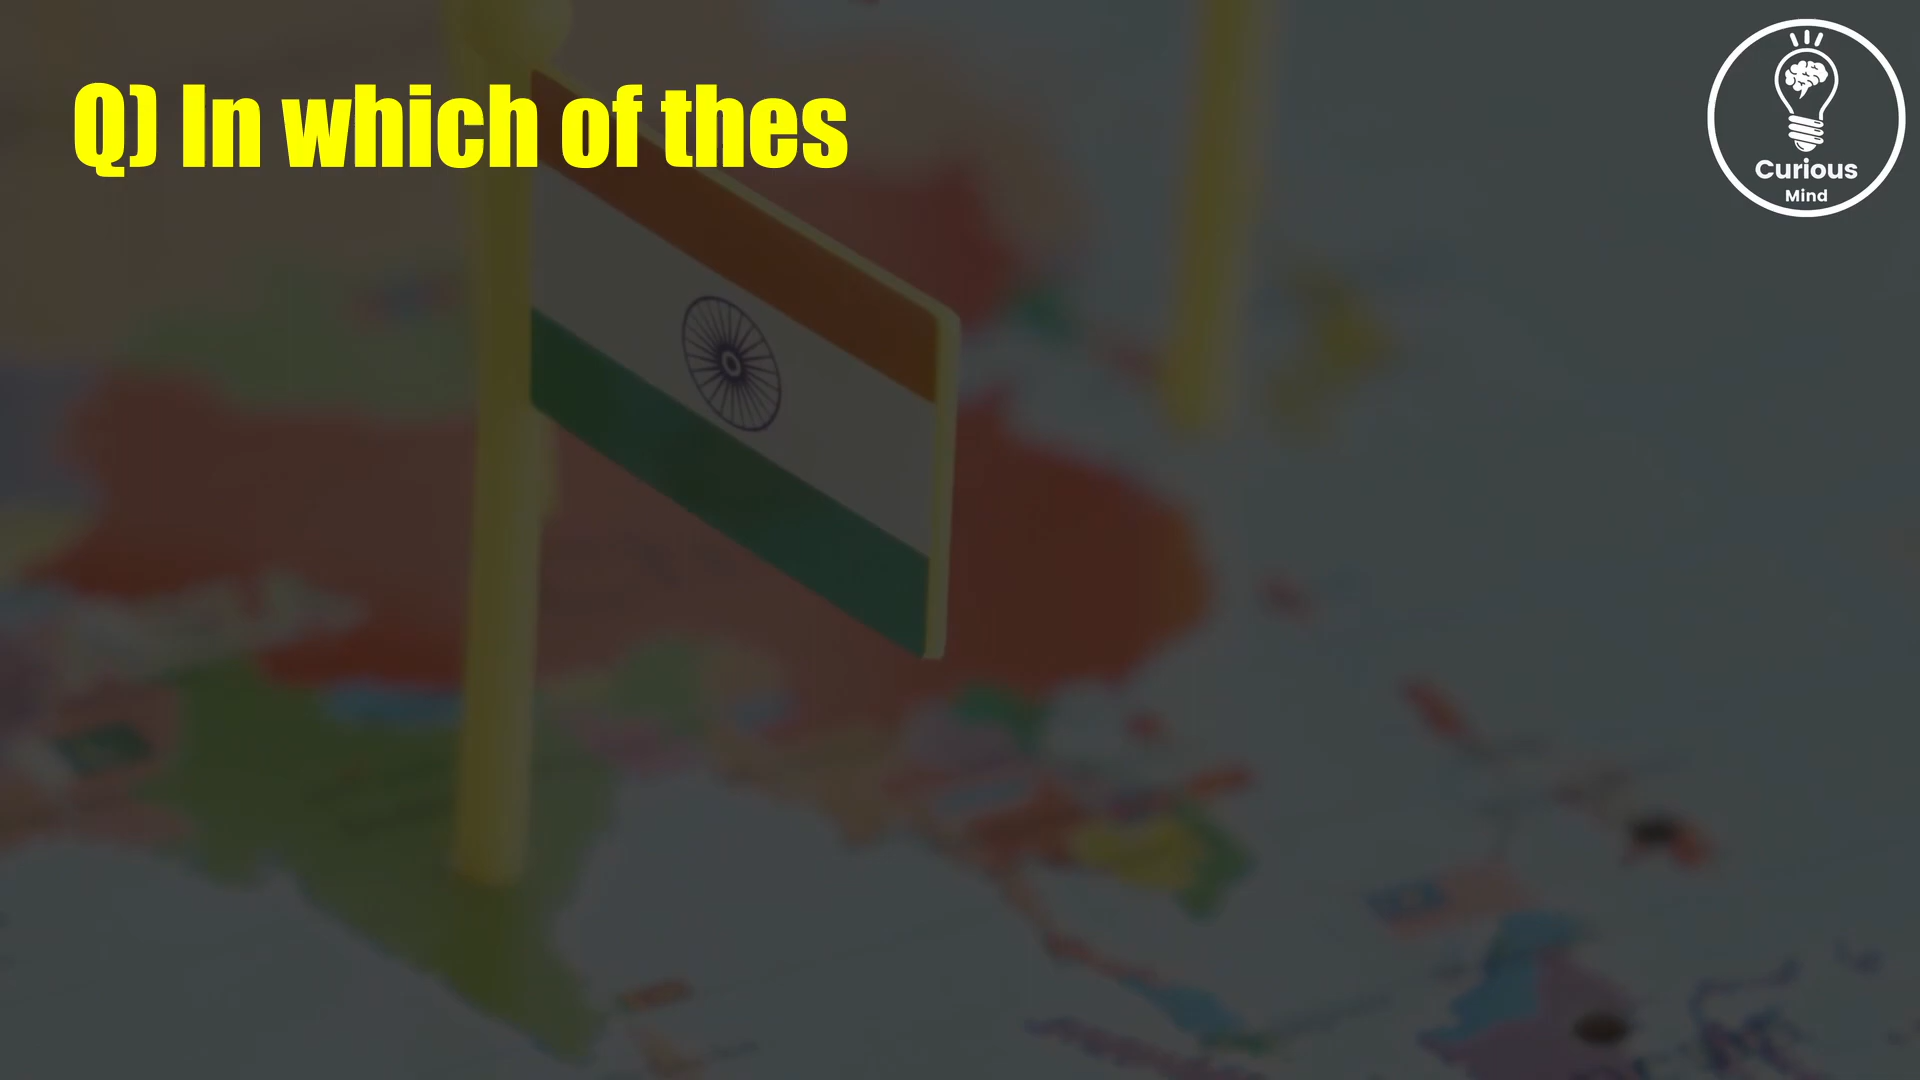 Q) In which of thes
Curious
Mind